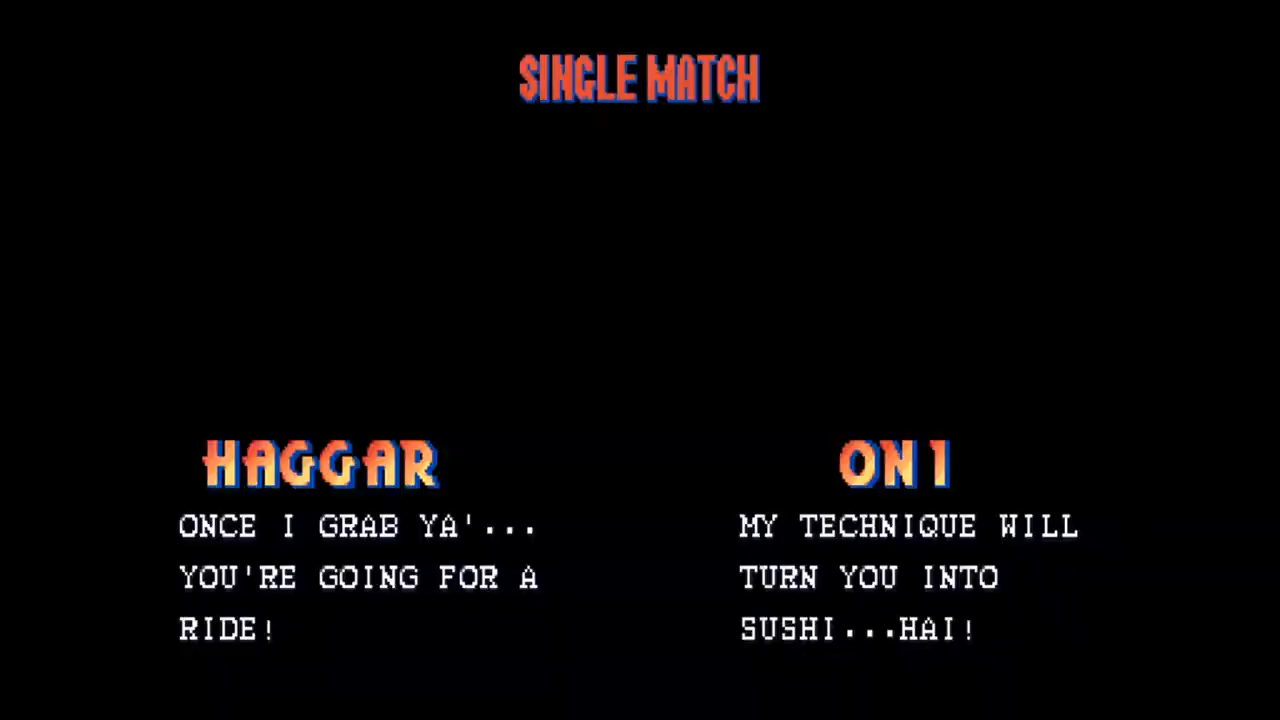 SINGLE MATCH
HAGGAR
ONCE I GRAB YA'...
YOU'RE GOING FOR A
RIDE!
ONI
MY TECHNIQUE WILL
TURN YOU INTO
SUSHI...HAI!